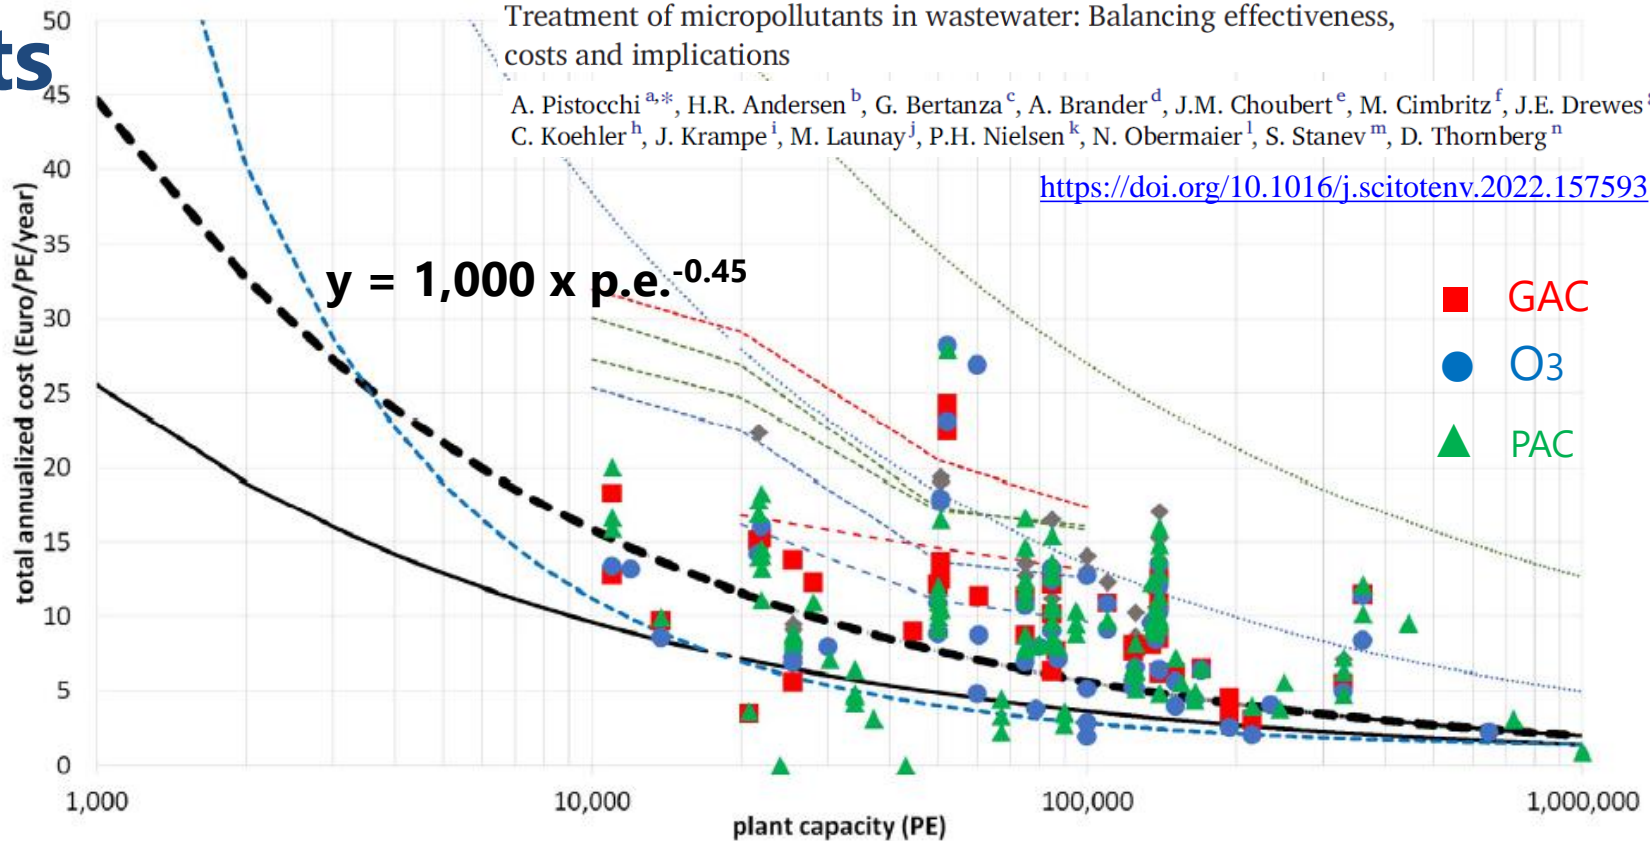 ts
Treatment of micropollutants in wastewater: Balancing effectiveness,
costs and implications
A. Pistocchi a,*, H.R. Andersen b, G. Bertanza c, A. Brander d, J.M. Choubert e, M. Cimbritz f, J.E. Drewes g
C. Koehler h, J. Krampe i, M. Launay j, P.H. Nielsen k, N. Obermaier l, S. Stanev m, D. Thornberg n
https://doi.org/10.1016/j.scitotenv.2022.157593
y = 1,000 x p.e.-0.45
GAC
O3
PAC
total annualized cost (Euro/PE/year)
50
45
40
35
30
25
20
15
10
5
0
1,000
10,000
100,000
1,000,000
plant capacity (PE)